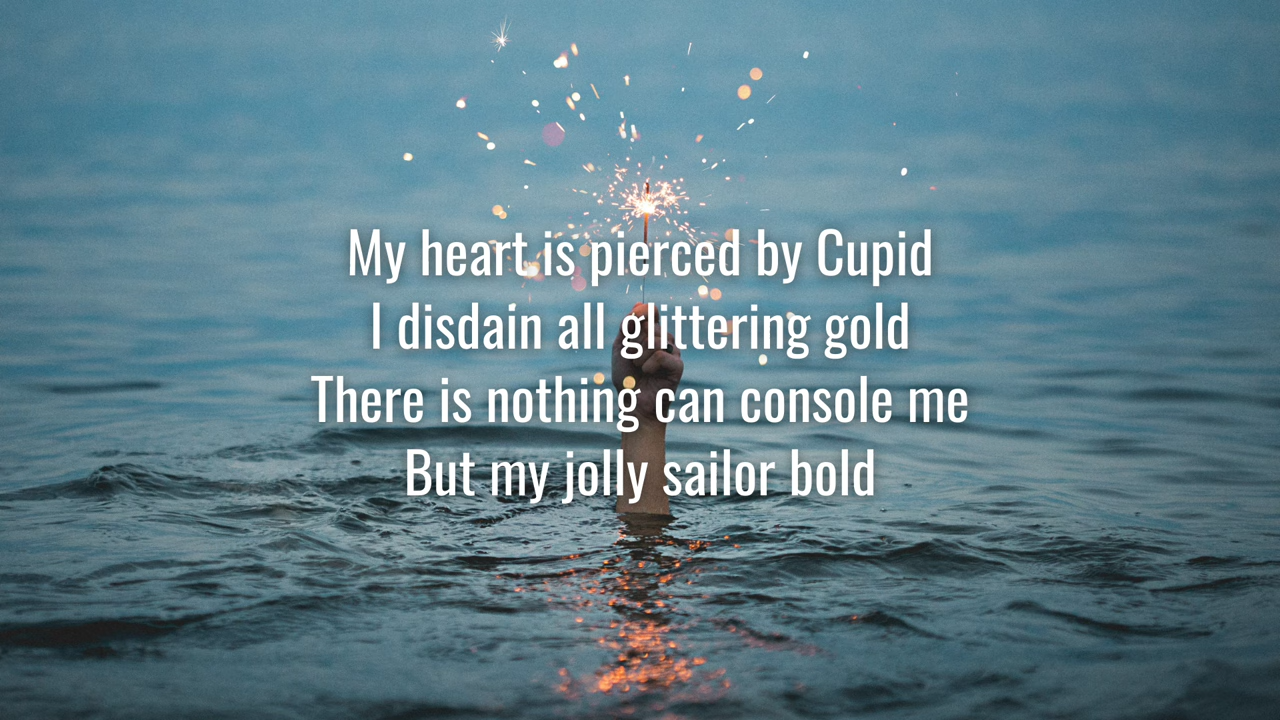 My heart is pierced by Cupid
I disdain all glittering gold
There is nothing can console me
But my jolly sailor bold